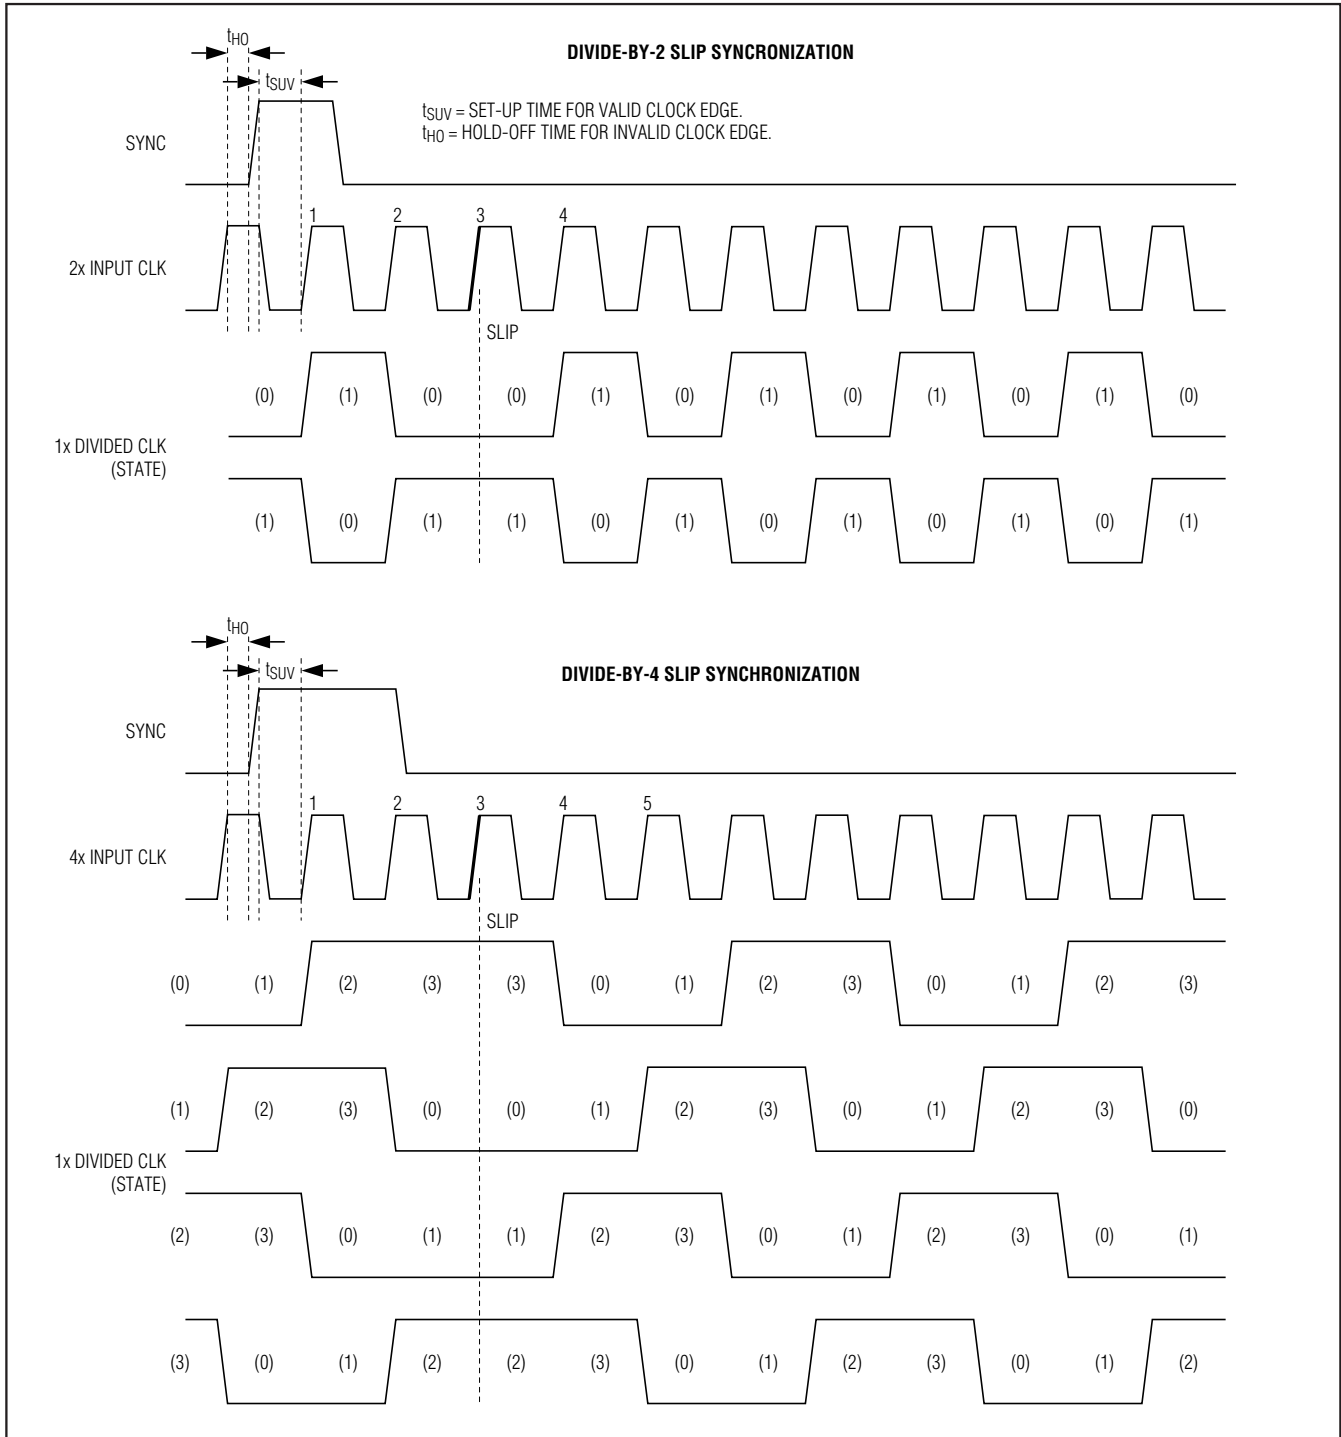 tHO
DIVIDE-BY-2 SLIP SYNCRONIZATION
tSUV
tSUV = SET-UP TIME FOR VALID CLOCK EDGE.
tHO = HOLD-OFF TIME FOR INVALID CLOCK EDGE.
SYNC
1 2 3 4
2x INPUT CLK
SLIP
(0) (1) (0) (0) (1) (0) (1) (0) (1) (0) (1) (0)
1x DIVIDED CLK
(STATE)
(1) (0) (1) (1) (0) (1) (0) (1) (0) (1) (0) (1)
tHO
tSUV
DIVIDE-BY-4 SLIP SYNCHRONIZATION
SYNC
1 2 3 4 5
4x INPUT CLK
SLIP
(0) (1) (2) (3) (3) (0) (1) (2) (3) (0) (1) (2) (3)
(1) (2) (3) (0) (0) (1) (2) (3) (0) (1) (2) (3) (0)
1x DIVIDED CLK
(STATE)
(2) (3) (0) (1) (1) (2) (3) (0) (1) (2) (3) (0) (1)
(3) (0) (1) (2) (2) (3) (0) (1) (2) (3) (0) (1) (2)